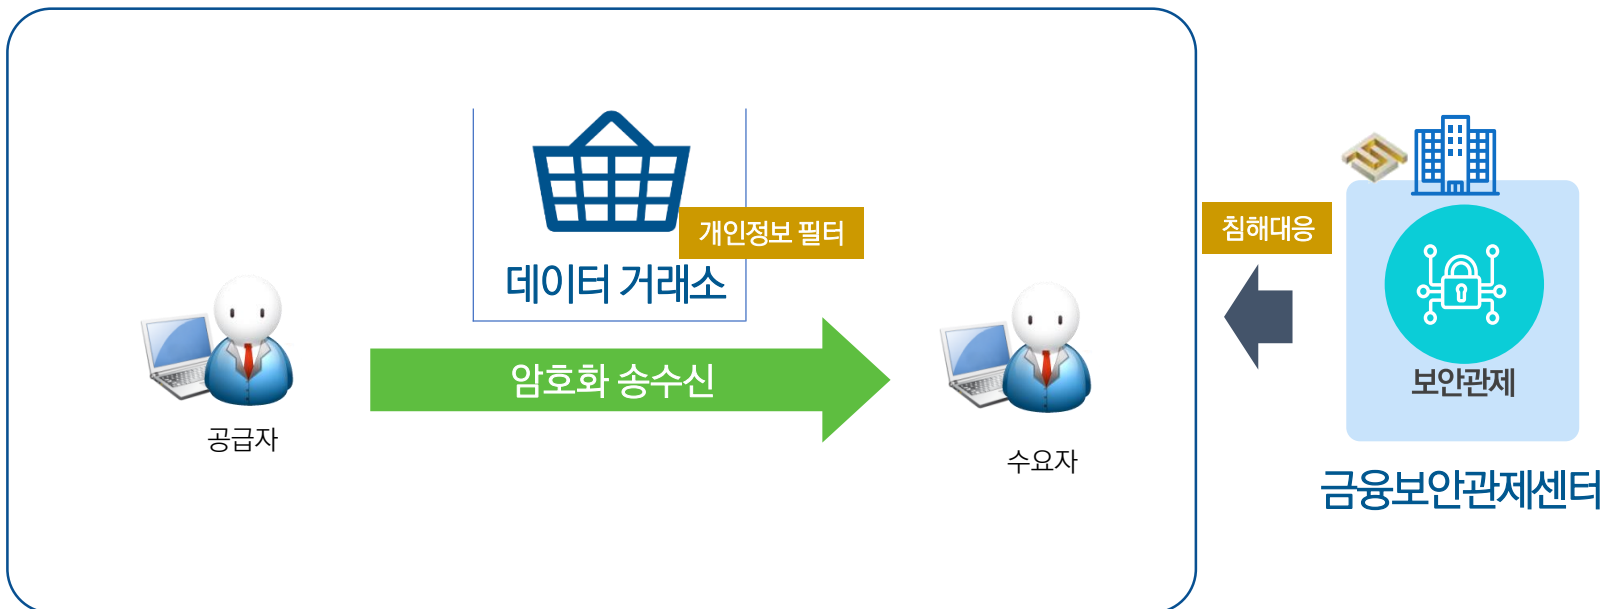 개인정보 필터
데이터 거래소
암호화 송수신
공급자
수요자
침해대응
보안관제
금융보안관제센터